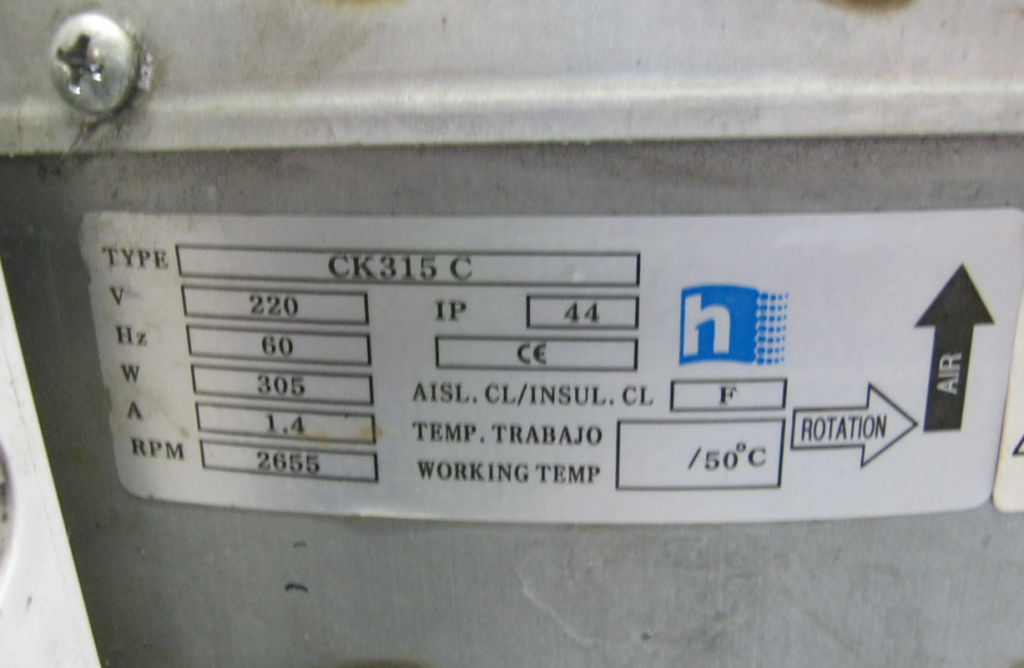 TYPE CK315 C
V 220 IP 44
Hz 60 CE
W 305 AISL. CL/INSUL. CL F
A 1.4 TEMP. TRABAJO
RPM 2655 WORKING TEMP /50°C
h
ROTATION
AIR